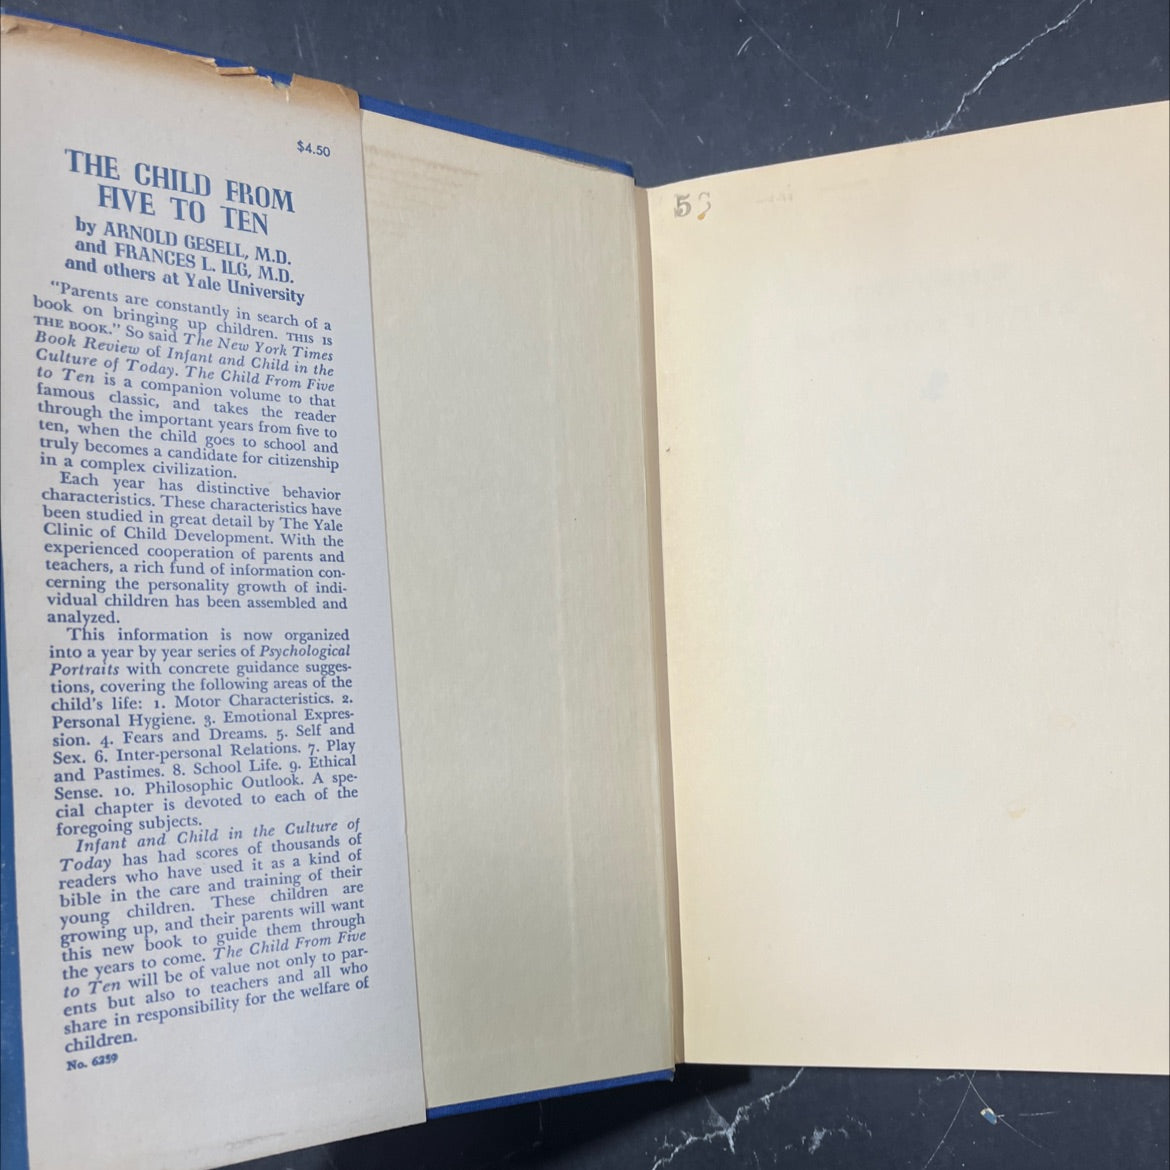 $4.50
THE CHILD FROM
FIVE TO TEN
by ARNOLD GESELL, M.D.
and FRANCES L. ILG, M.D.
and others at Yale University
"Parents are constantly in search of a
book on bringing up children. THIS IS
THE BOOK." So said The New York Times
Book Review of Infant and Child in the
Culture of Today. The Child From Five
to Ten is a companion volume to that
famous classic, and takes the reader
through the important years from five to
ten, when the child goes to school and
truly becomes a candidate for citizenship
in a complex civilization.
Each year has distinctive behavior
characteristics. These characteristics have
been studied in great detail by The Yale
Clinic of Child Development. With the
experienced cooperation of parents and
teachers, a rich fund of information con-
cerning the personality growth of indi-
vidual children has been assembled and
analyzed.
This information is now organized
into a year by year series of Psychological
Portraits with concrete guidance sugges-
tions, covering the following areas of the
child's life: 1. Motor Characteristics. 2.
Personal Hygiene. 3. Emotional Expres-
sion. 4. Fears and Dreams. 5. Self and
Sex. 6. Inter-personal Relations. 7. Play
and Pastimes. 8. School Life. 9. Ethical
Sense. 10. Philosophic Outlook. A spe-
cial chapter is devoted to each of the
foregoing subjects.
Infant and Child in the Culture of
Today has had scores of thousands of
readers who have used it as a kind of
bible in the care and training of their
young children. These children are
growing up, and their parents will want
this new book to guide them through
the years to come. The Child From Five
to Ten will be of value not only to par-
ents but also to teachers and all who
share in responsibility for the welfare of
children.
No. 6259
5